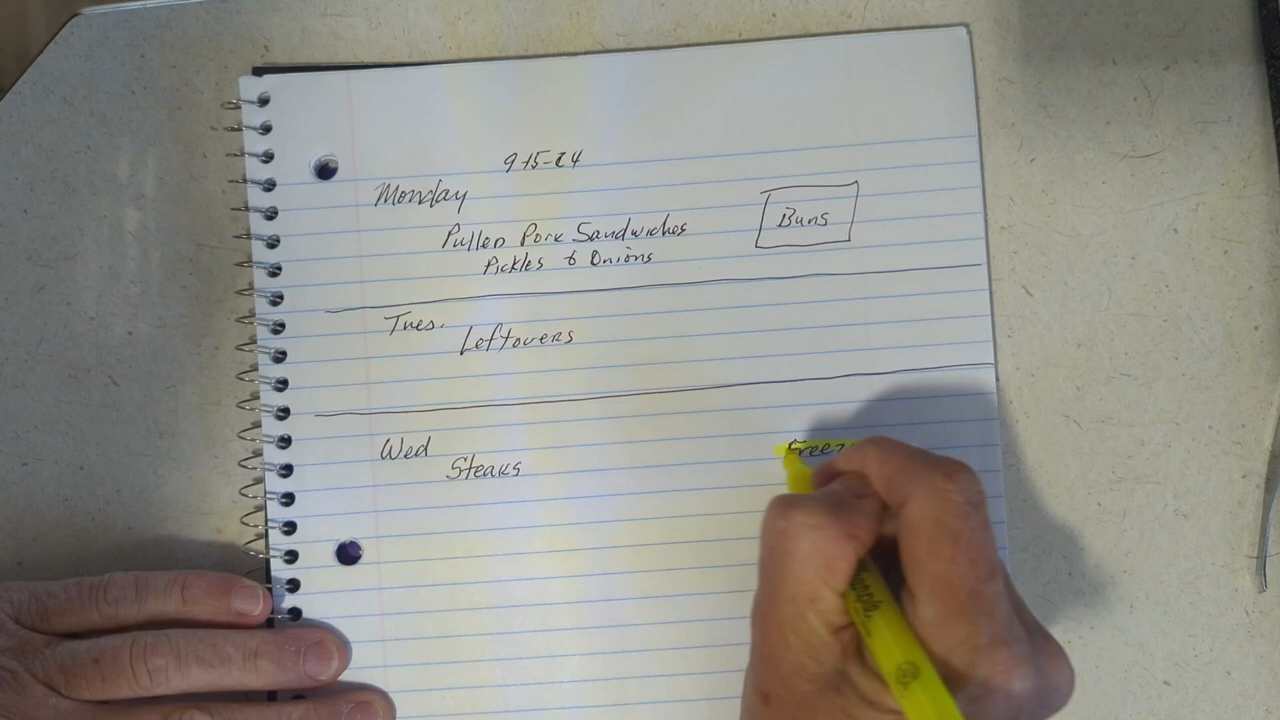 9-15-24
Monday
Pulled Pork Sandwiches
Buns
Pickles & Onions
Tues.
Leftovers
Wed
Steaks